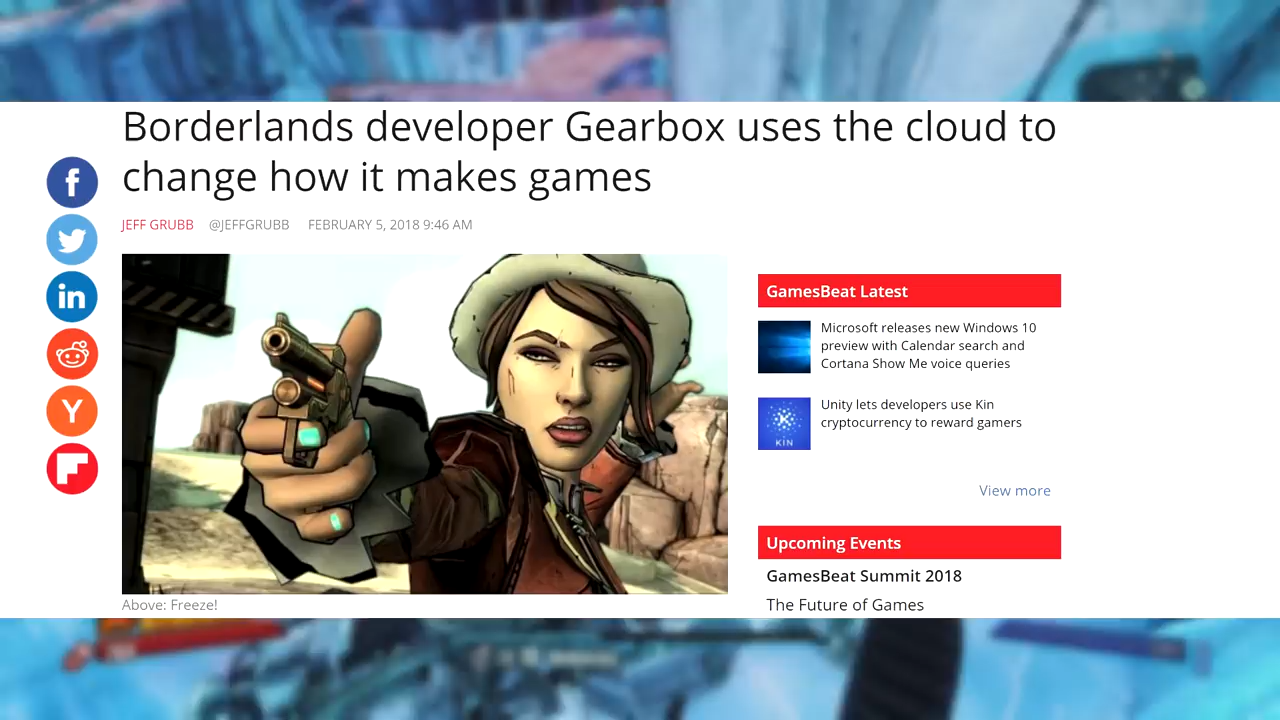 Borderlands developer Gearbox uses the cloud to
change how it makes games
JEFF GRUBB @JEFFGRUBB FEBRUARY 5, 2018 9:46 AM
f
in
Y
Above: Freeze!
GamesBeat Latest
Microsoft releases new Windows 10
preview with Calendar search and
Cortana Show Me voice queries
KIN
Unity lets developers use Kin
cryptocurrency to reward gamers
View more
Upcoming Events
GamesBeat Summit 2018
The Future of Games